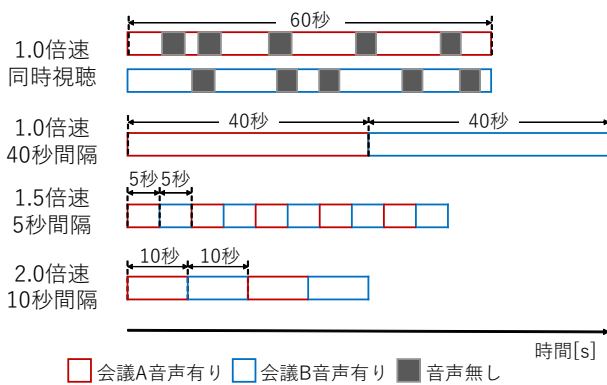 60秒
1.0倍速
同時視聴
1.0倍速
40秒間隔
40秒 40秒
1.5倍速
5秒間隔
5秒 5秒
2.0倍速
10秒間隔
10秒 10秒
時間[s]
会議A音声有り 会議B音声有り 音声無し